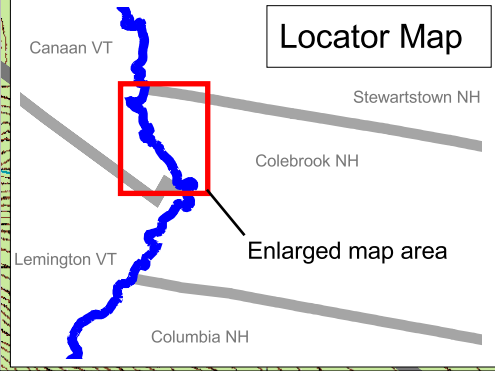 Locator Map
Canaan VT
Stewartstown NH
Colebrook NH
Enlarged map area
Lemington VT
Columbia NH